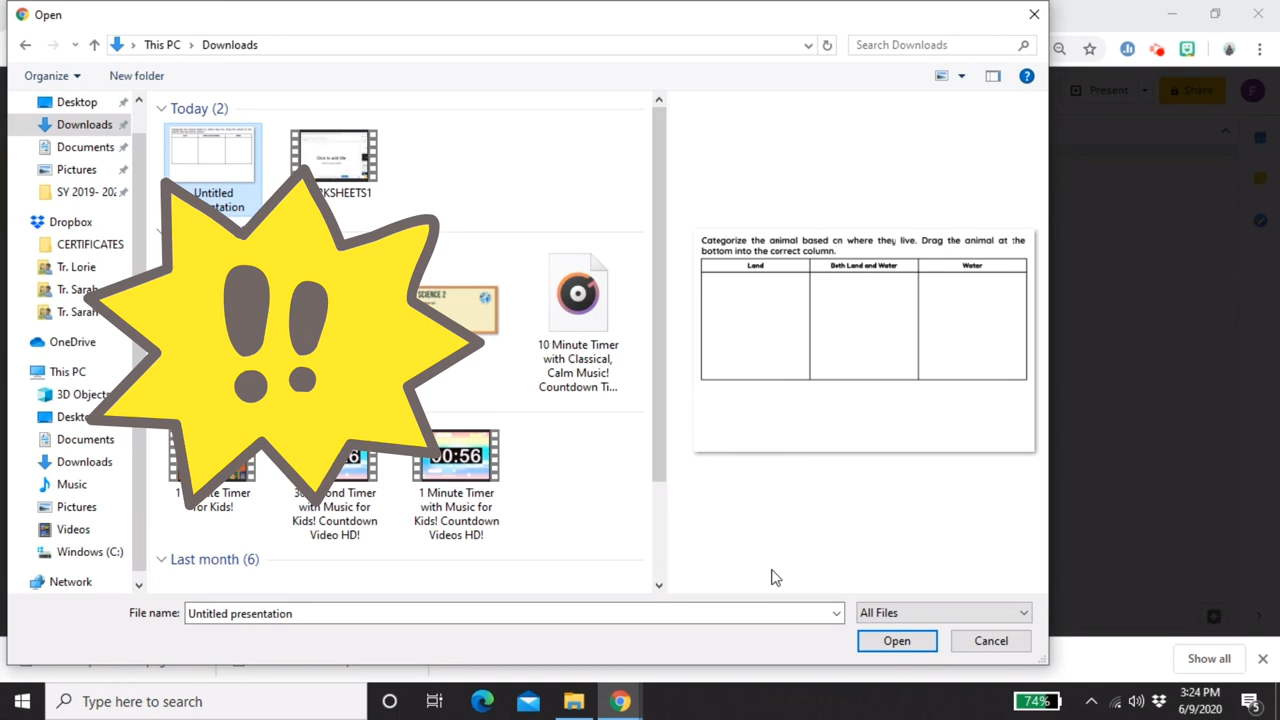 Open
This PC
Downloads
Search Downloads
Organize
New folder
Present
Share
F
Desktop
Downloads
Documents
Pictures
SY 2019- 202
Dropbox
CERTIFICATES
Tr. Lorie
Tr. Sarah
Tr. Sarah
OneDrive
This PC
3D Objects
Desktop
Documents
Downloads
Music
Pictures
Videos
Windows (C:)
Network
Today (2)
Untitled
RKSHEETS1
!!
SCIENCE 2
10 Minute Timer
with Classical,
Calm Music!
Countdown Ti...
00:56
1 Minute Timer
with Music for
Kids! Countdown
Videos HD!
for Kids!
with Music for
Kids! Countdown
Video HD!
Last month (6)
Categorize the animal based on where they live. Drag the animal at the
bottom into the correct column.
Land
Both Land and Water
Water
File name:
Untitled presentation
All Files
Open
Cancel
Show all
Type here to search
74%
3:24 PM
6/9/2020
5